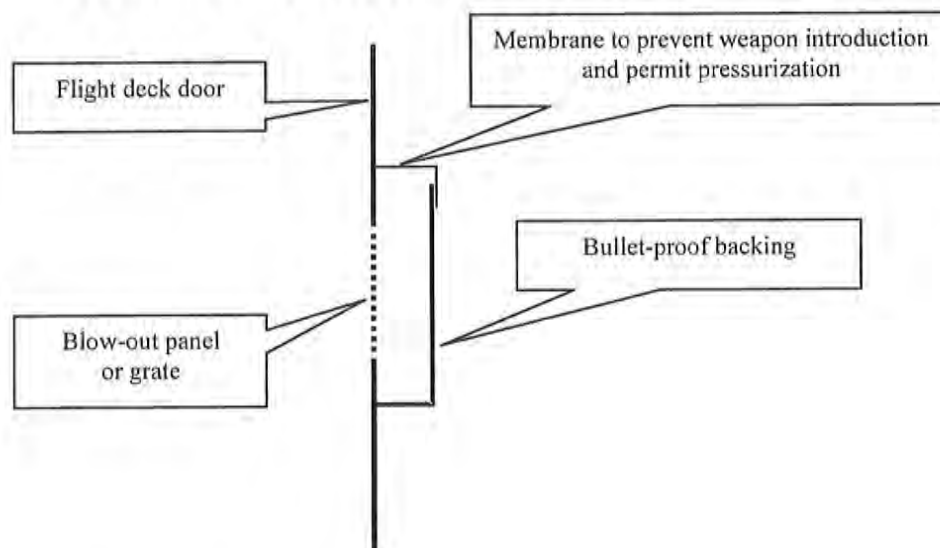 Membrane to prevent weapon introduction
and permit pressurization
Flight deck door
Bullet-proof backing
Blow-out panel
or grate